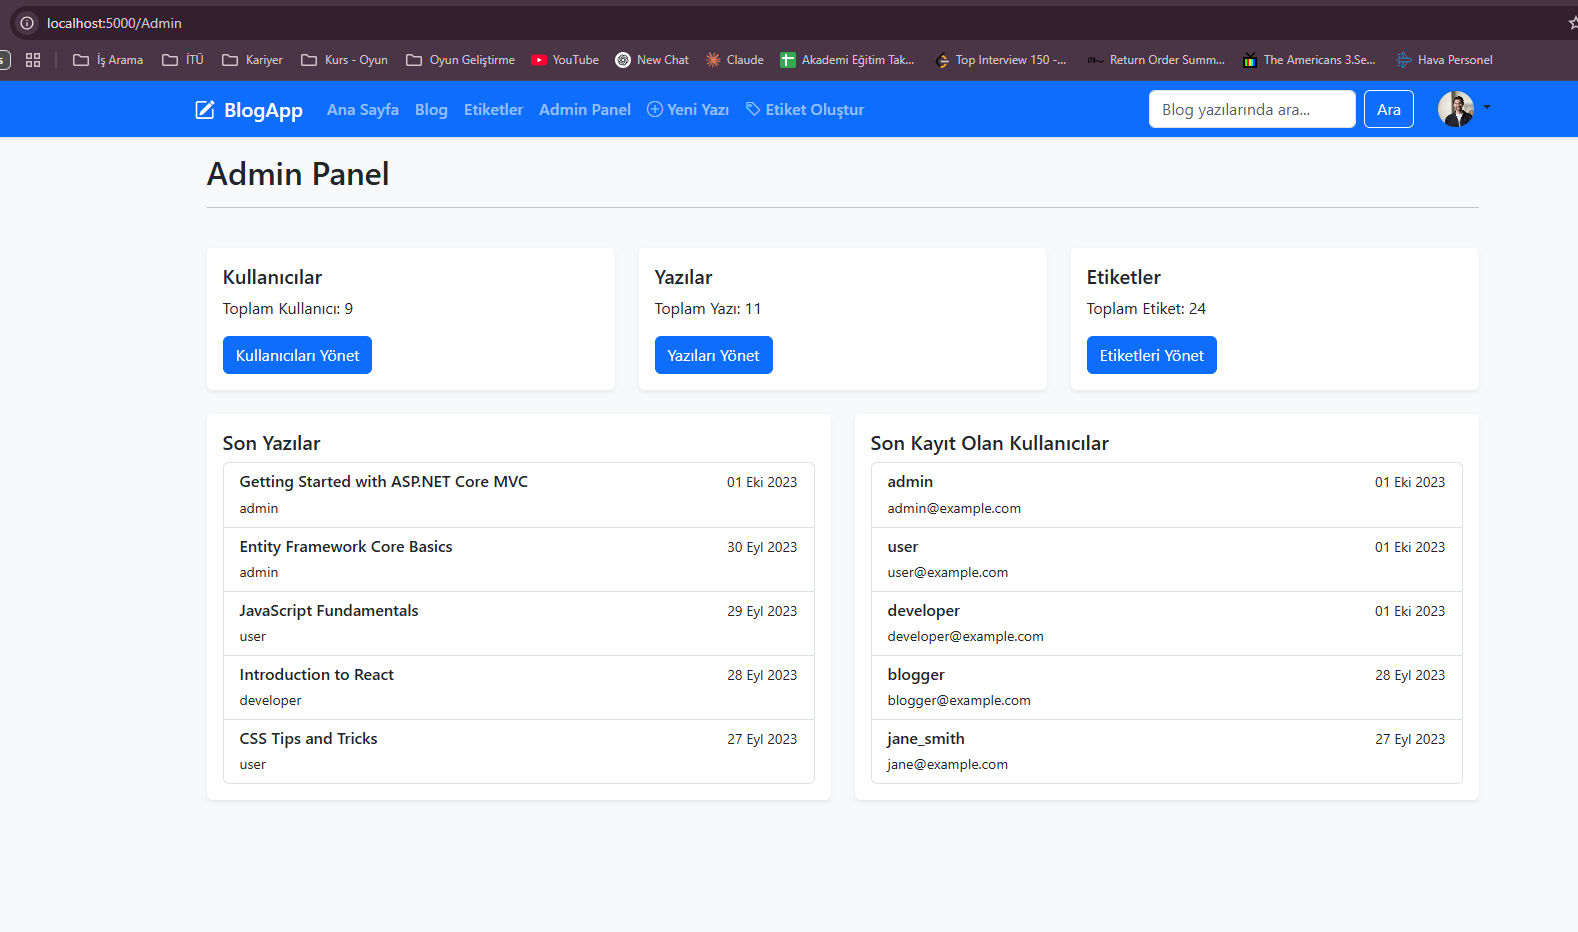 localhost:5000/Admin
İş Arama İTÜ Kariyer Kurs - Oyun Oyun Geliştirme YouTube New Chat Claude Akademi Eğitim Tak... Top Interview 150 -... Return Order Summ... The Americans 3.Se... Hava Personel
BlogApp Ana Sayfa Blog Etiketler Admin Panel Yeni Yazı Etiket Oluştur Blog yazılarında ara... Ara
Admin Panel
Kullanıcılar
Toplam Kullanıcı: 9
Kullanıcıları Yönet
Yazılar
Toplam Yazı: 11
Yazıları Yönet
Etiketler
Toplam Etiket: 24
Etiketleri Yönet
Son Yazılar
Getting Started with ASP.NET Core MVC 01 Eki 2023
admin
Entity Framework Core Basics 30 Eyl 2023
admin
JavaScript Fundamentals 29 Eyl 2023
user
Introduction to React 28 Eyl 2023
developer
CSS Tips and Tricks 27 Eyl 2023
user
Son Kayıt Olan Kullanıcılar
admin 01 Eki 2023
admin@example.com
user 01 Eki 2023
user@example.com
developer 01 Eki 2023
developer@example.com
blogger 28 Eyl 2023
blogger@example.com
jane_smith 27 Eyl 2023
jane@example.com